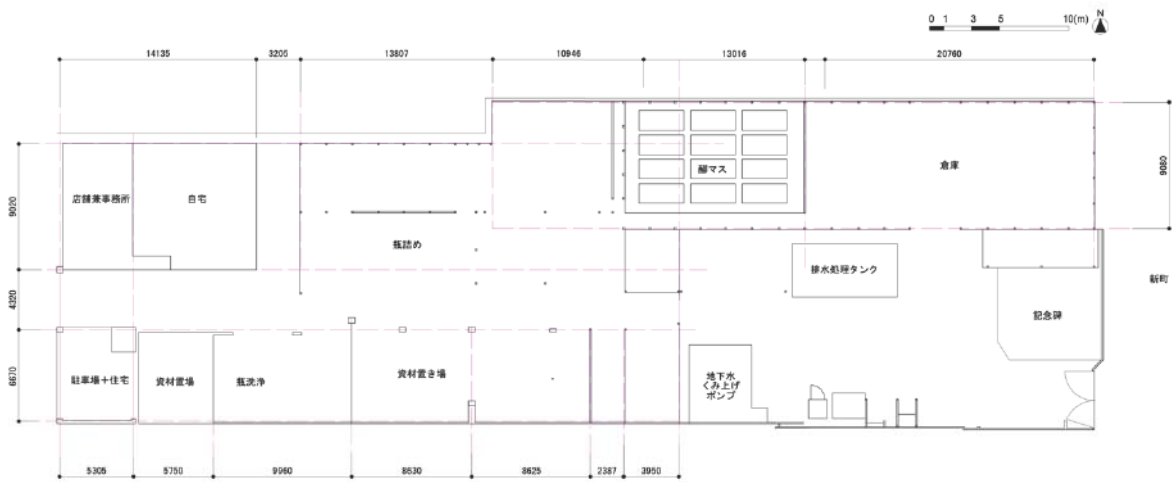 N
0 1 3 5 10(m)
14135 3205 13807 10946 13016 20760
9020
4320
6670
9080
店舗兼事務所
自宅
瓶詰め
醪マス
倉庫
排水処理タンク
新町
記念碑
駐車場+住宅
資材置場
瓶洗浄
資材置き場
地下水
くみ上げ
ポンプ
5305 5750 9960 8630 8625 2387 3950